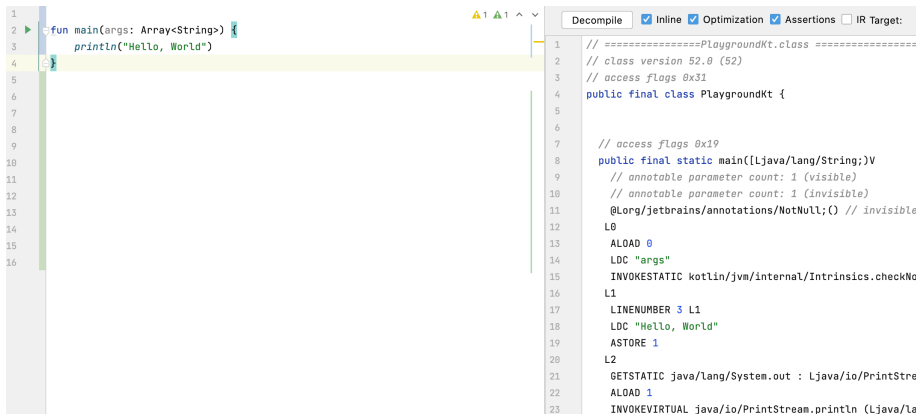 1
2 fun main(args: Array<String>) {
3     println("Hello, World")
4 }
5
6
7
8
9
10
11
12
13
14
15
16
1 1
Decompile Inline Optimization Assertions IR Target:
1 // ================PlaygroundKt.class =================
2 // class version 52.0 (52)
3 // access flags 0x31
4 public final class PlaygroundKt {
5
6
7   // access flags 0x19
8   public final static main([Ljava/lang/String;)V
9     // annotable parameter count: 1 (visible)
10     // annotable parameter count: 1 (invisible)
11     @Lorg/jetbrains/annotations/NotNull;() // invisible
12    L0
13     ALOAD 0
14     LDC "args"
15     INVOKESTATIC kotlin/jvm/internal/Intrinsics.checkNo
16    L1
17     LINENUMBER 3 L1
18     LDC "Hello, World"
19     ASTORE 1
20    L2
21     GETSTATIC java/lang/System.out : Ljava/io/PrintStre
22     ALOAD 1
23     INVOKEVIRTUAL java/io/PrintStream.println (Ljava/la